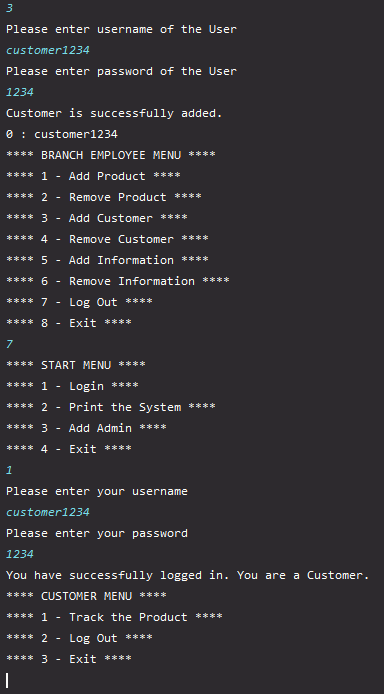 3
Please enter username of the User
customer1234
Please enter password of the User
1234
Customer is successfully added.
0 : customer1234
**** BRANCH EMPLOYEE MENU ****
**** 1 - Add Product ****
**** 2 - Remove Product ****
**** 3 - Add Customer ****
**** 4 - Remove Customer ****
**** 5 - Add Information ****
**** 6 - Remove Information ****
**** 7 - Log Out ****
**** 8 - Exit ****
7
**** START MENU ****
**** 1 - Login ****
**** 2 - Print the System ****
**** 3 - Add Admin ****
**** 4 - Exit ****
1
Please enter your username
customer1234
Please enter your password
1234
You have successfully logged in. You are a Customer.
**** CUSTOMER MENU ****
**** 1 - Track the Product ****
**** 2 - Log Out ****
**** 3 - Exit ****